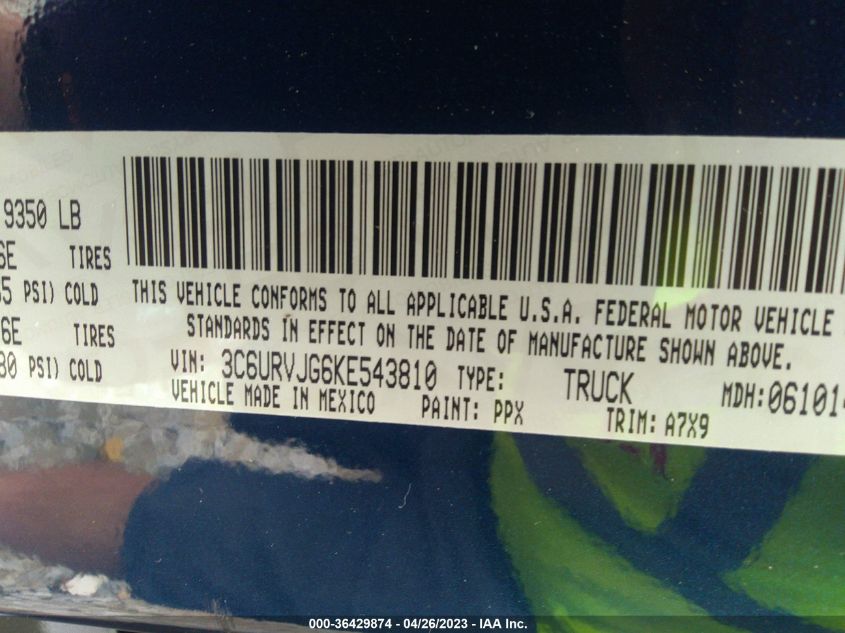 9350 LB
6E TIRES
5 PSI) COLD
6E TIRES
80 PSI) COLD
THIS VEHICLE CONFORMS TO ALL APPLICABLE U.S.A. FEDERAL MOTOR VEHICLE
STANDARDS IN EFFECT ON THE DATE OF MANUFACTURE SHOWN ABOVE.
VIN: 3C6URVJG6KE543810 TYPE: TRUCK MDH:06101
VEHICLE MADE IN MEXICO PAINT: PPX TRIM: A7X9
000-36429874 - 04/26/2023 - IAA Inc.